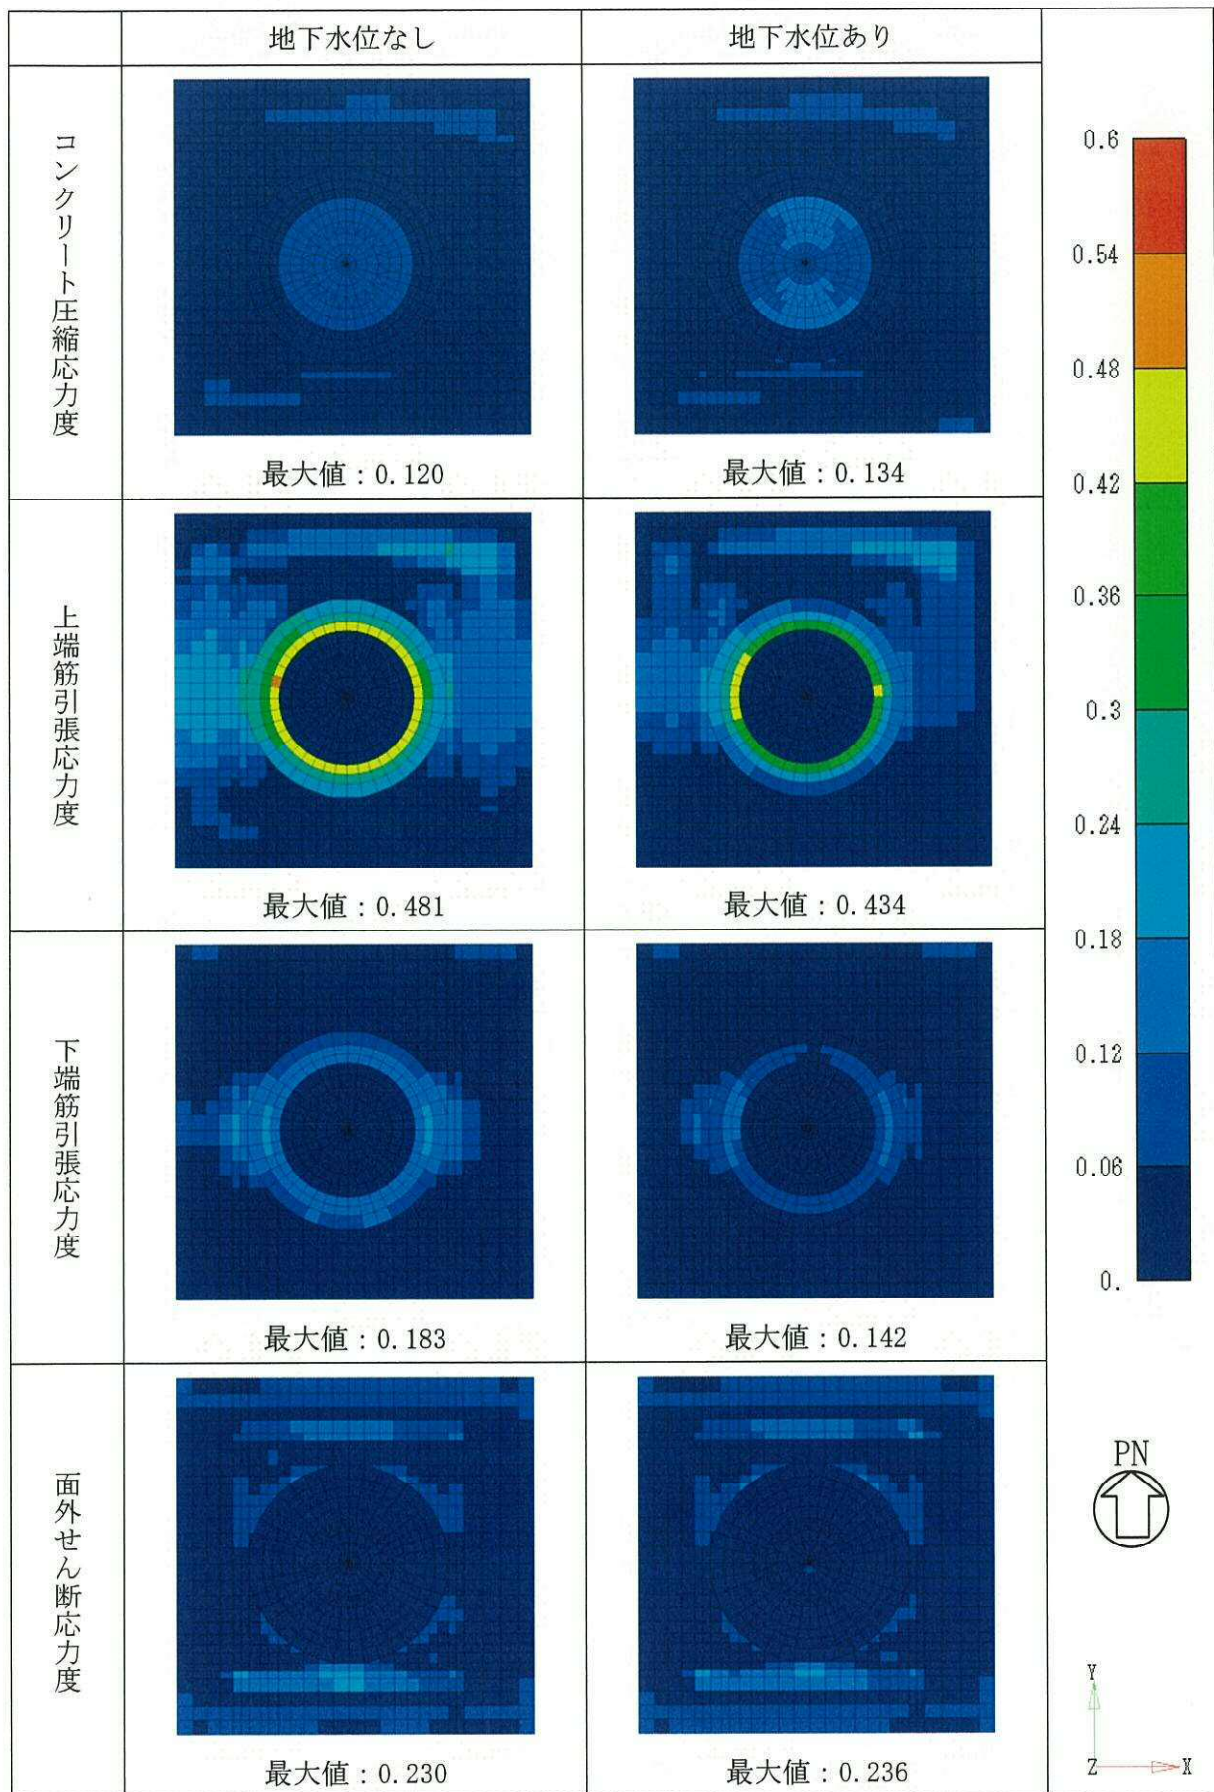 地下水位なし
地下水位あり
コンクリート圧縮応力度
最大値：0.120
最大値：0.134
上端筋引張応力度
最大値：0.481
最大値：0.434
下端筋引張応力度
最大値：0.183
最大値：0.142
面外せん断応力度
最大値：0.230
最大値：0.236
0.6
0.54
0.48
0.42
0.36
0.3
0.24
0.18
0.12
0.06
0.
PN
Y
Z
X